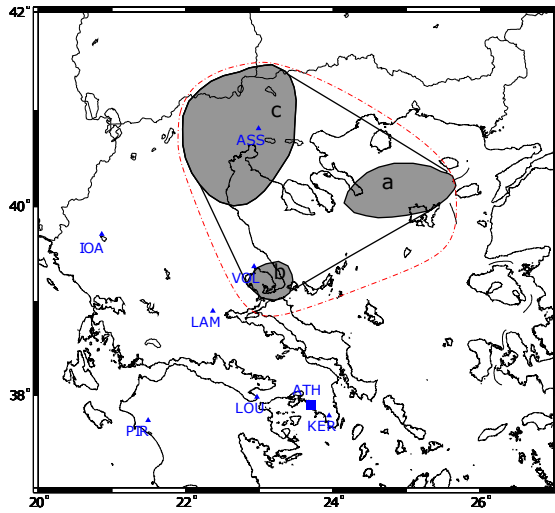 42°
c
ASS
a
40°
IOA
VOL
b
LAM
38°
ATH
LOU
PIR
KER
20°
22°
24°
26°